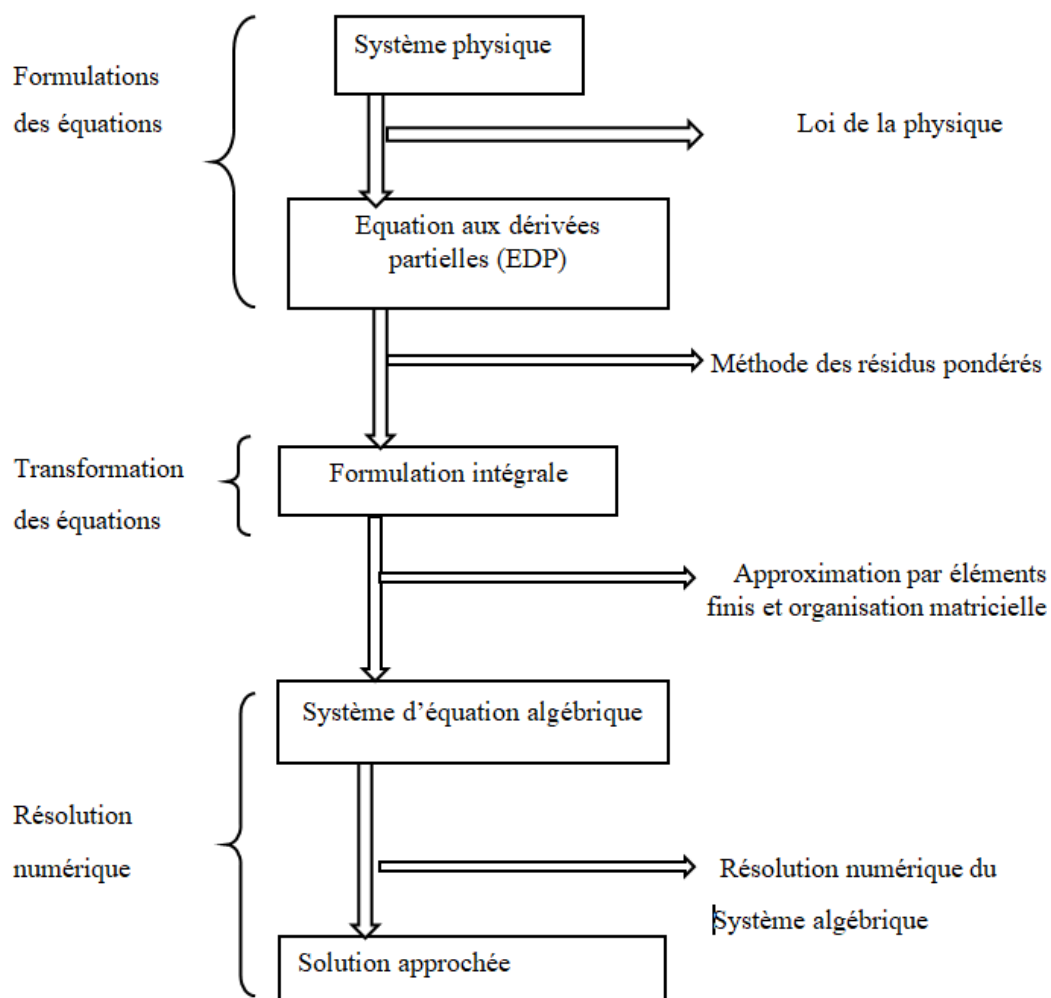 Système physique
Formulations
des équations
Loi de la physique
Equation aux dérivées
partielles (EDP)
Méthode des résidus pondérés
Transformation
des équations
Formulation intégrale
Approximation par éléments
finis et organisation matricielle
Système d’équation algébrique
Résolution
numérique
Résolution numérique du
Système algébrique
Solution approchée